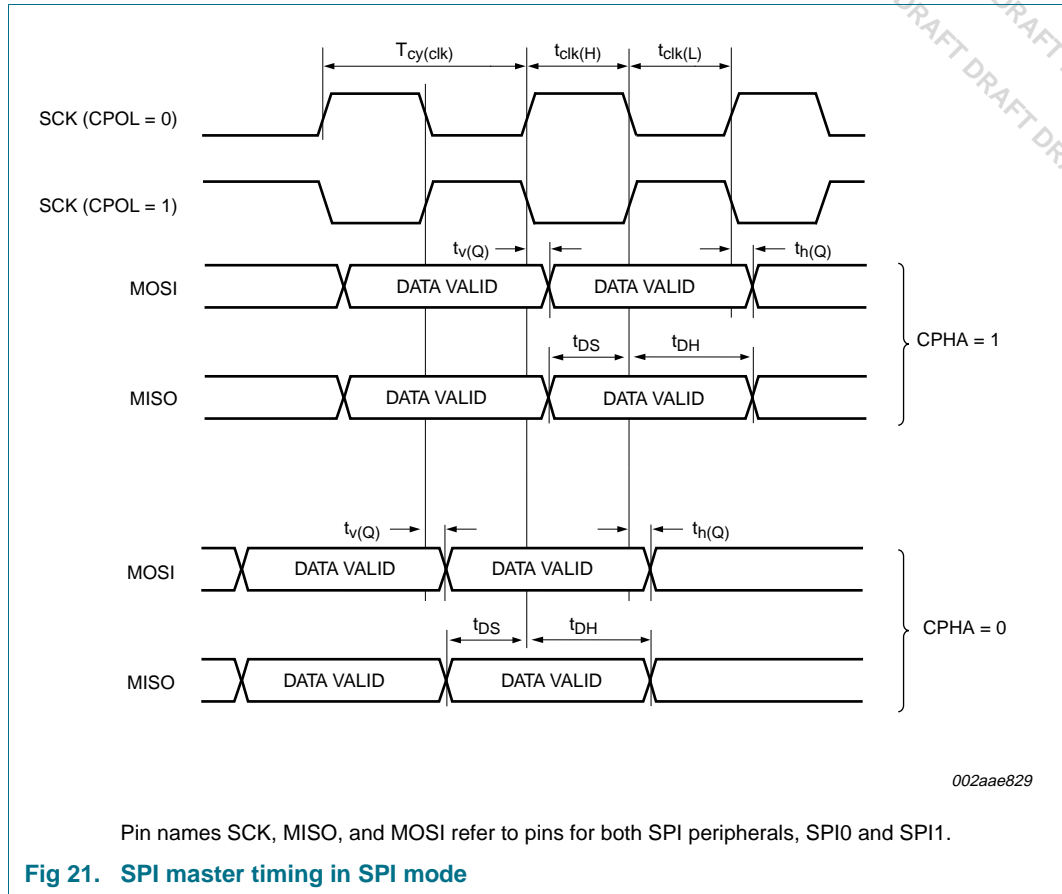 DRAFT DRAFT DRA
DRAFT D
Tcy(clk) tclk(H) tclk(L)
SCK (CPOL = 0)
SCK (CPOL = 1)
tv(Q) th(Q)
MOSI DATA VALID DATA VALID
CPHA = 1
tDS tDH
MISO DATA VALID DATA VALID
tv(Q) th(Q)
MOSI DATA VALID DATA VALID
CPHA = 0
tDS tDH
MISO DATA VALID DATA VALID
002aae829
Pin names SCK, MISO, and MOSI refer to pins for both SPI peripherals, SPI0 and SPI1.
Fig 21. SPI master timing in SPI mode